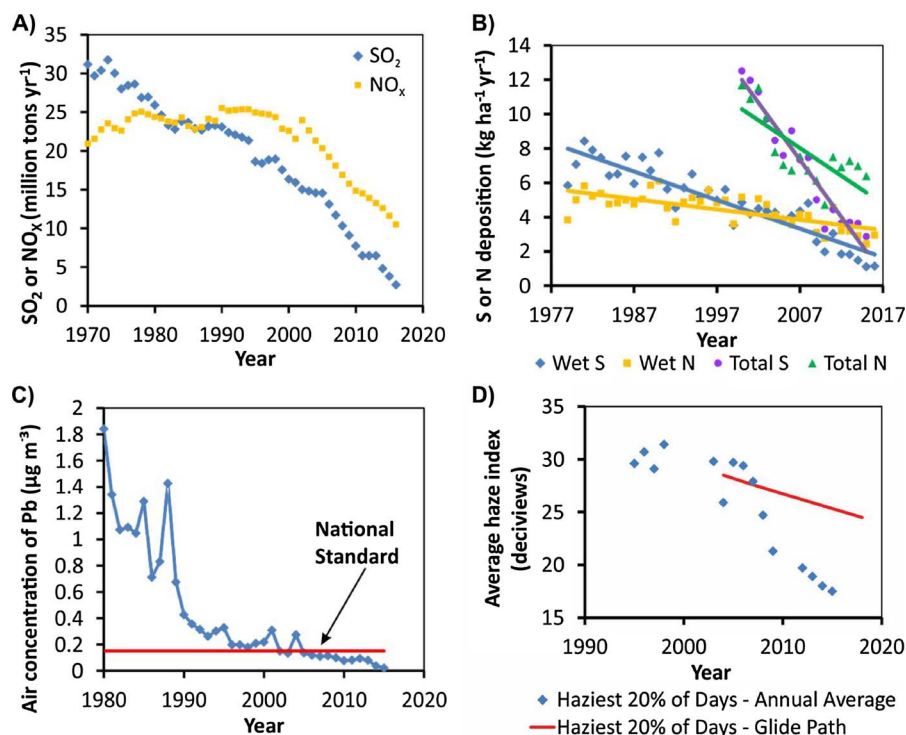 A)
SO₂ or NOₓ (million tons yr⁻¹)
35
30
25
20
15
10
5
0
1970 1980 1990 2000 2010 2020
Year
SO₂
NOₓ
B)
S or N deposition (kg ha⁻¹ yr⁻¹)
14
12
10
8
6
4
2
0
1977 1987 1997 2007 2017
Year
Wet S Wet N Total S Total N
C)
Air concentration of Pb (µg m⁻³)
2
1.8
1.6
1.4
1.2
1
0.8
0.6
0.4
0.2
0
1980 1990 2000 2010 2020
Year
National
Standard
D)
Average haze index
(deciviews)
35
30
25
20
15
1990 2000 2010 2020
Year
Haziest 20% of Days - Annual Average
Haziest 20% of Days - Glide Path